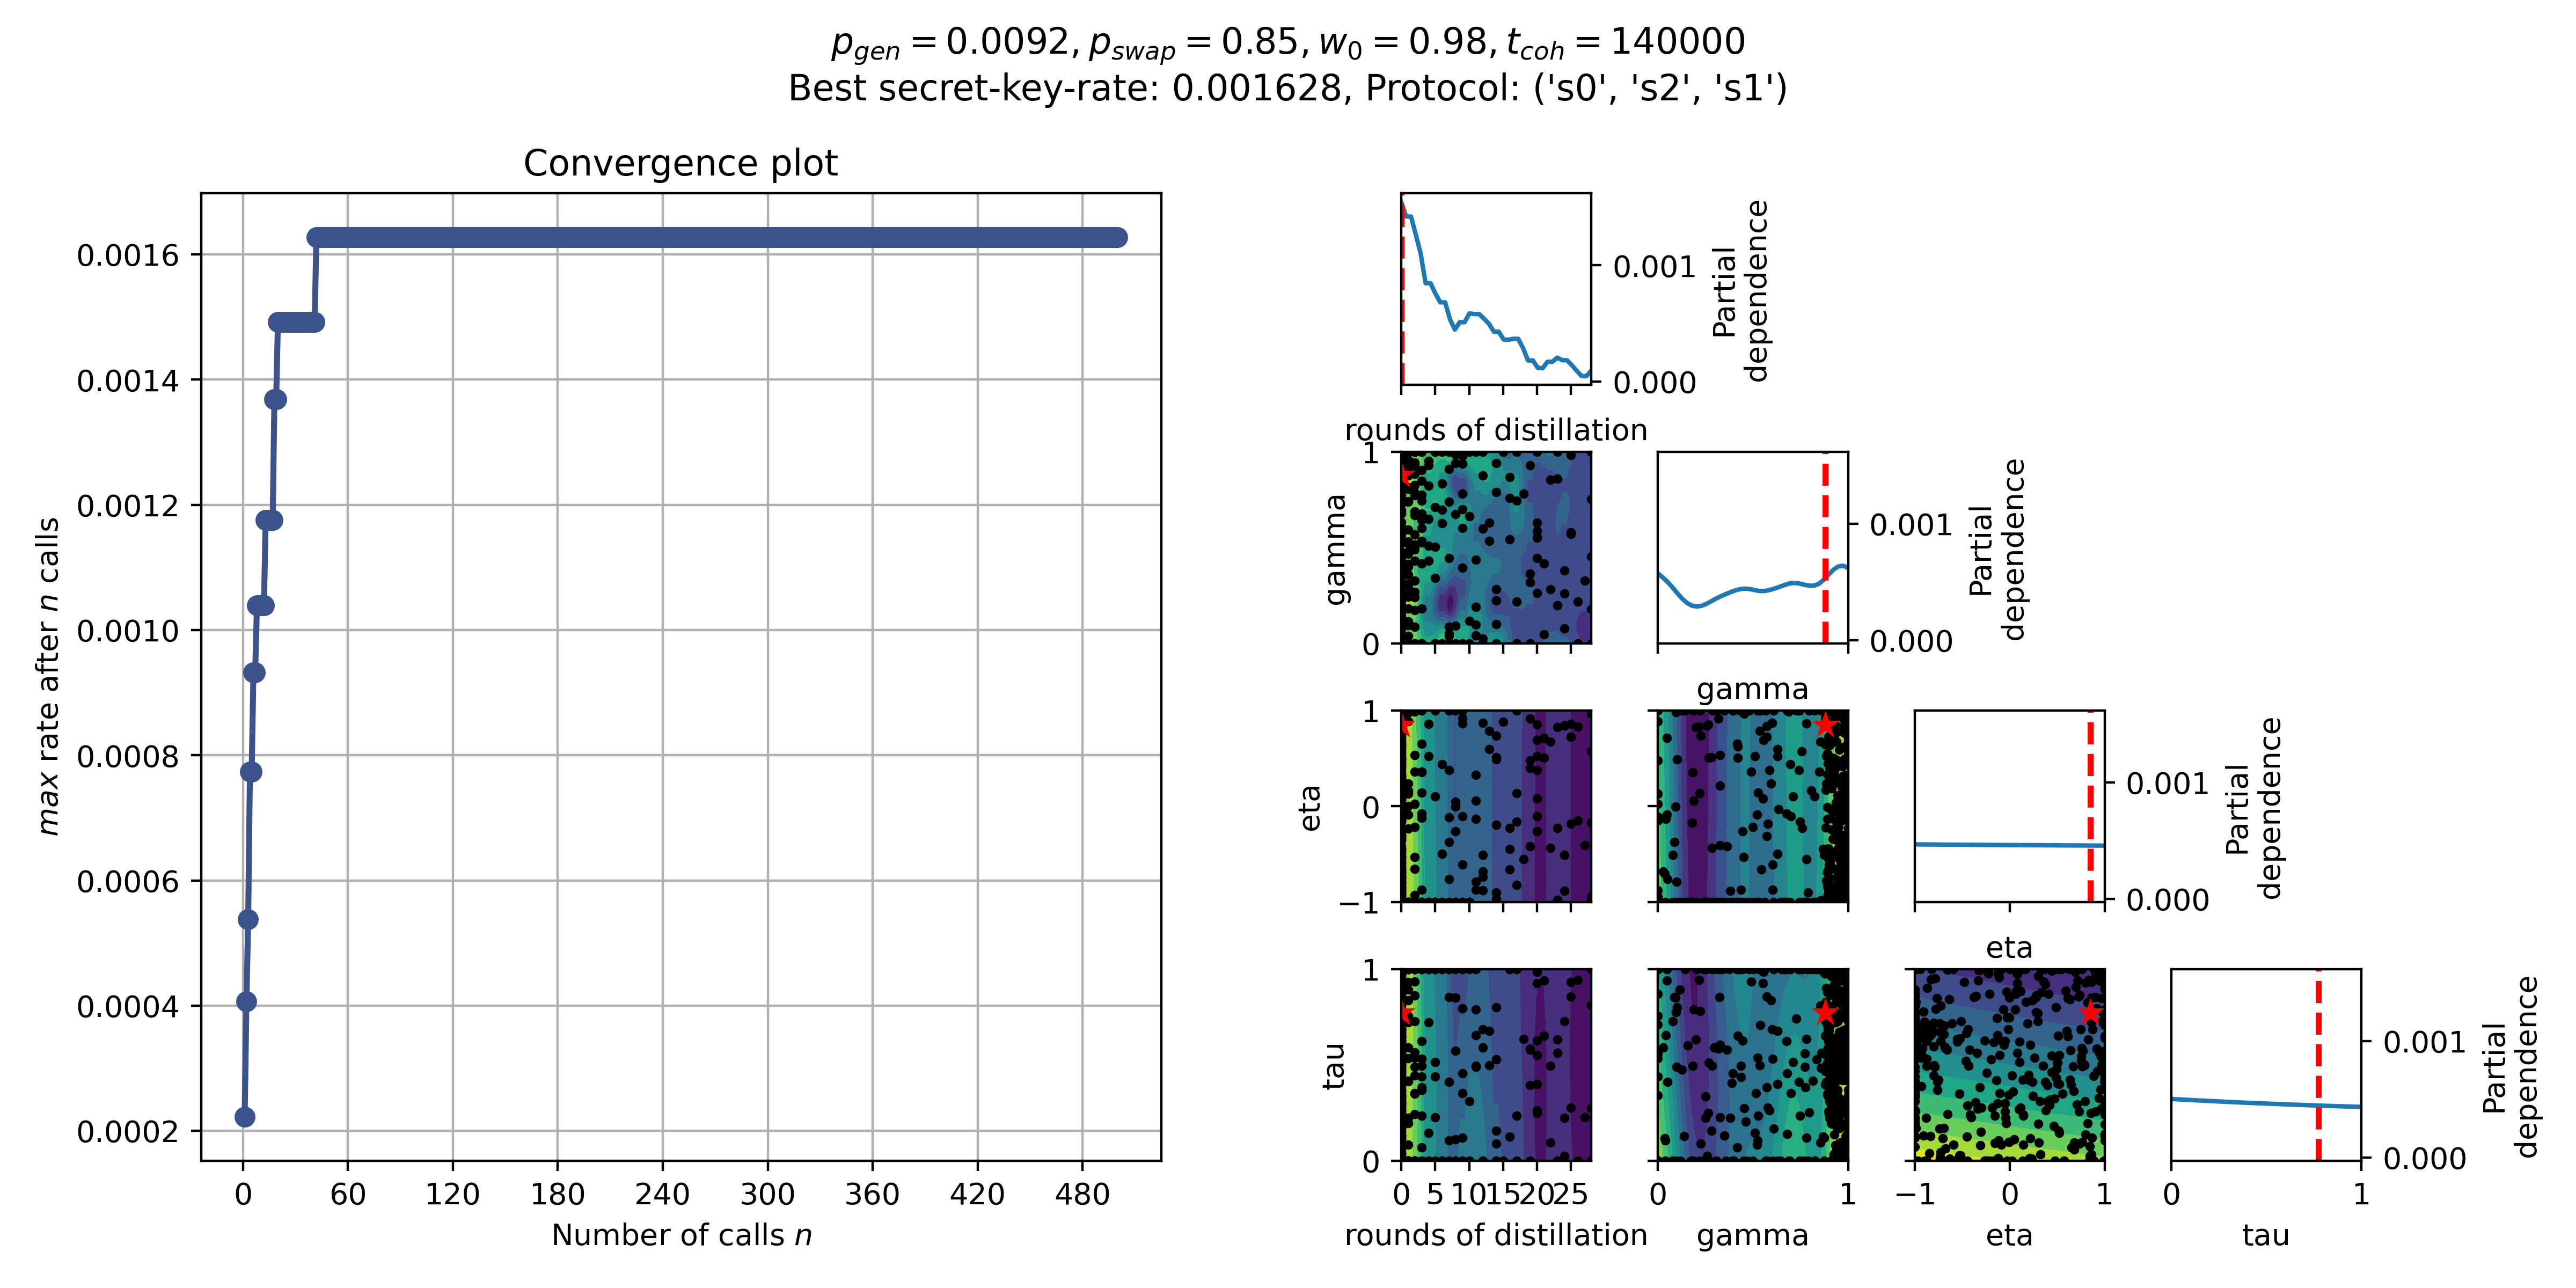 p_gen = 0.0092, p_swap = 0.85, w_0 = 0.98, t_coh = 140000
Best secret-key-rate: 0.001628, Protocol: ('s0', 's2', 's1')
Convergence plot
max rate after n calls
0.0016
0.0014
0.0012
0.0010
0.0008
0.0006
0.0004
0.0002
0 60 120 180 240 300 360 420 480
Number of calls n
0.001
0.000
Partial
dependence
rounds of distillation
1
0
gamma
0.001
0.000
Partial
dependence
gamma
1
0
−1
eta
0.001
0.000
Partial
dependence
eta
1
0
tau
0.001
0.000
Partial
dependence
0 5 10 15 20 25
0 1
−1 0 1
0 1
rounds of distillation
gamma
eta
tau